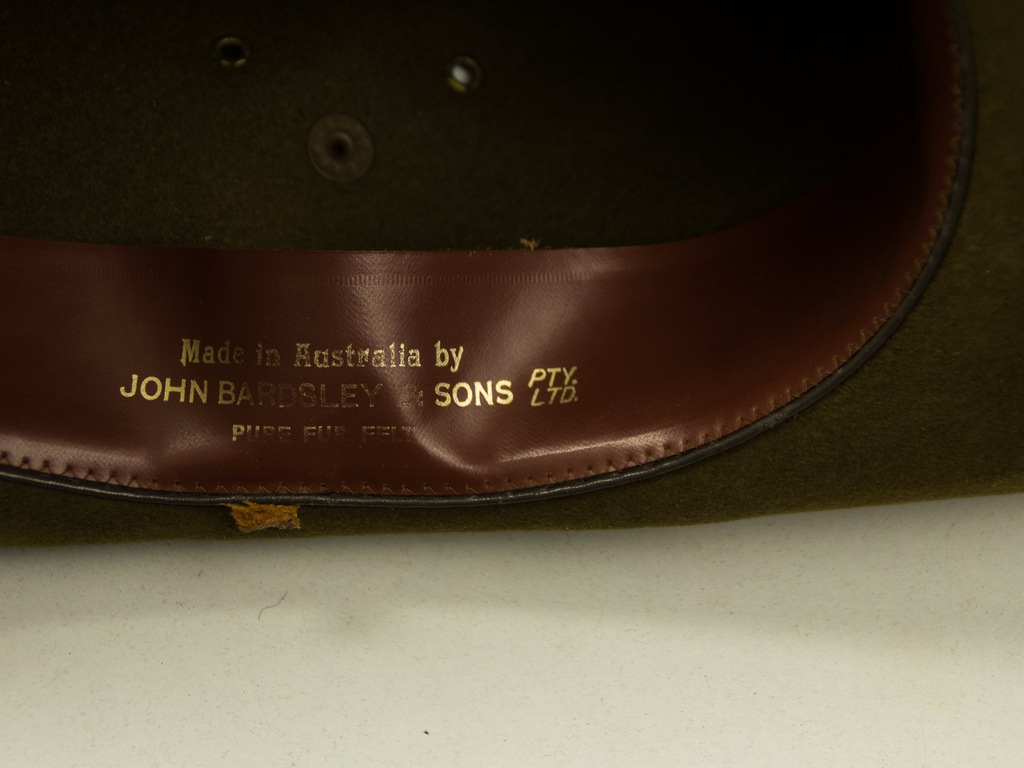 Made in Australia by
JOHN BARDSLEY & SONS PTY. LTD.
PURE FUR FELT